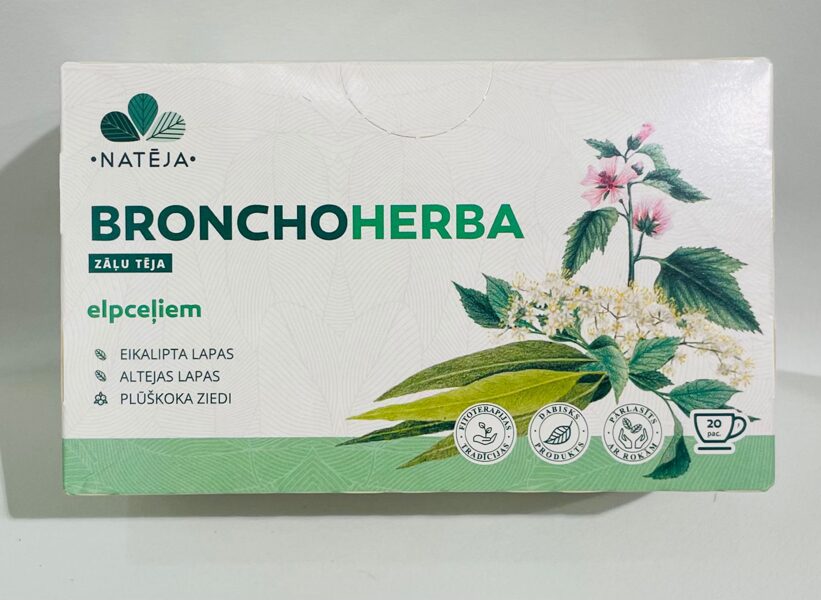 •NATĒJA•
BRONCHOHERBA
ZĀĻU TĒJA
elpceļiem
EIKALIPTA LAPAS
ALTEJAS LAPAS
PLŪŠKOKA ZIEDI
FITOTERAPIJAS
TRADĪCIJAS
DABISKS
PRODUKTS
PĀRLASĪTS
AR ROKĀM
20
pac.